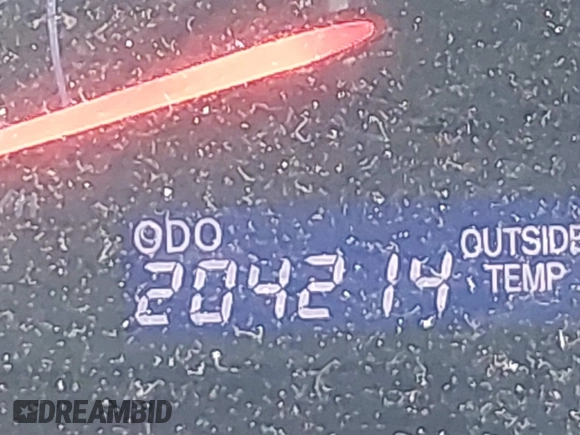 ODO
OUTSIDE
TEMP
204214
DREAMBID